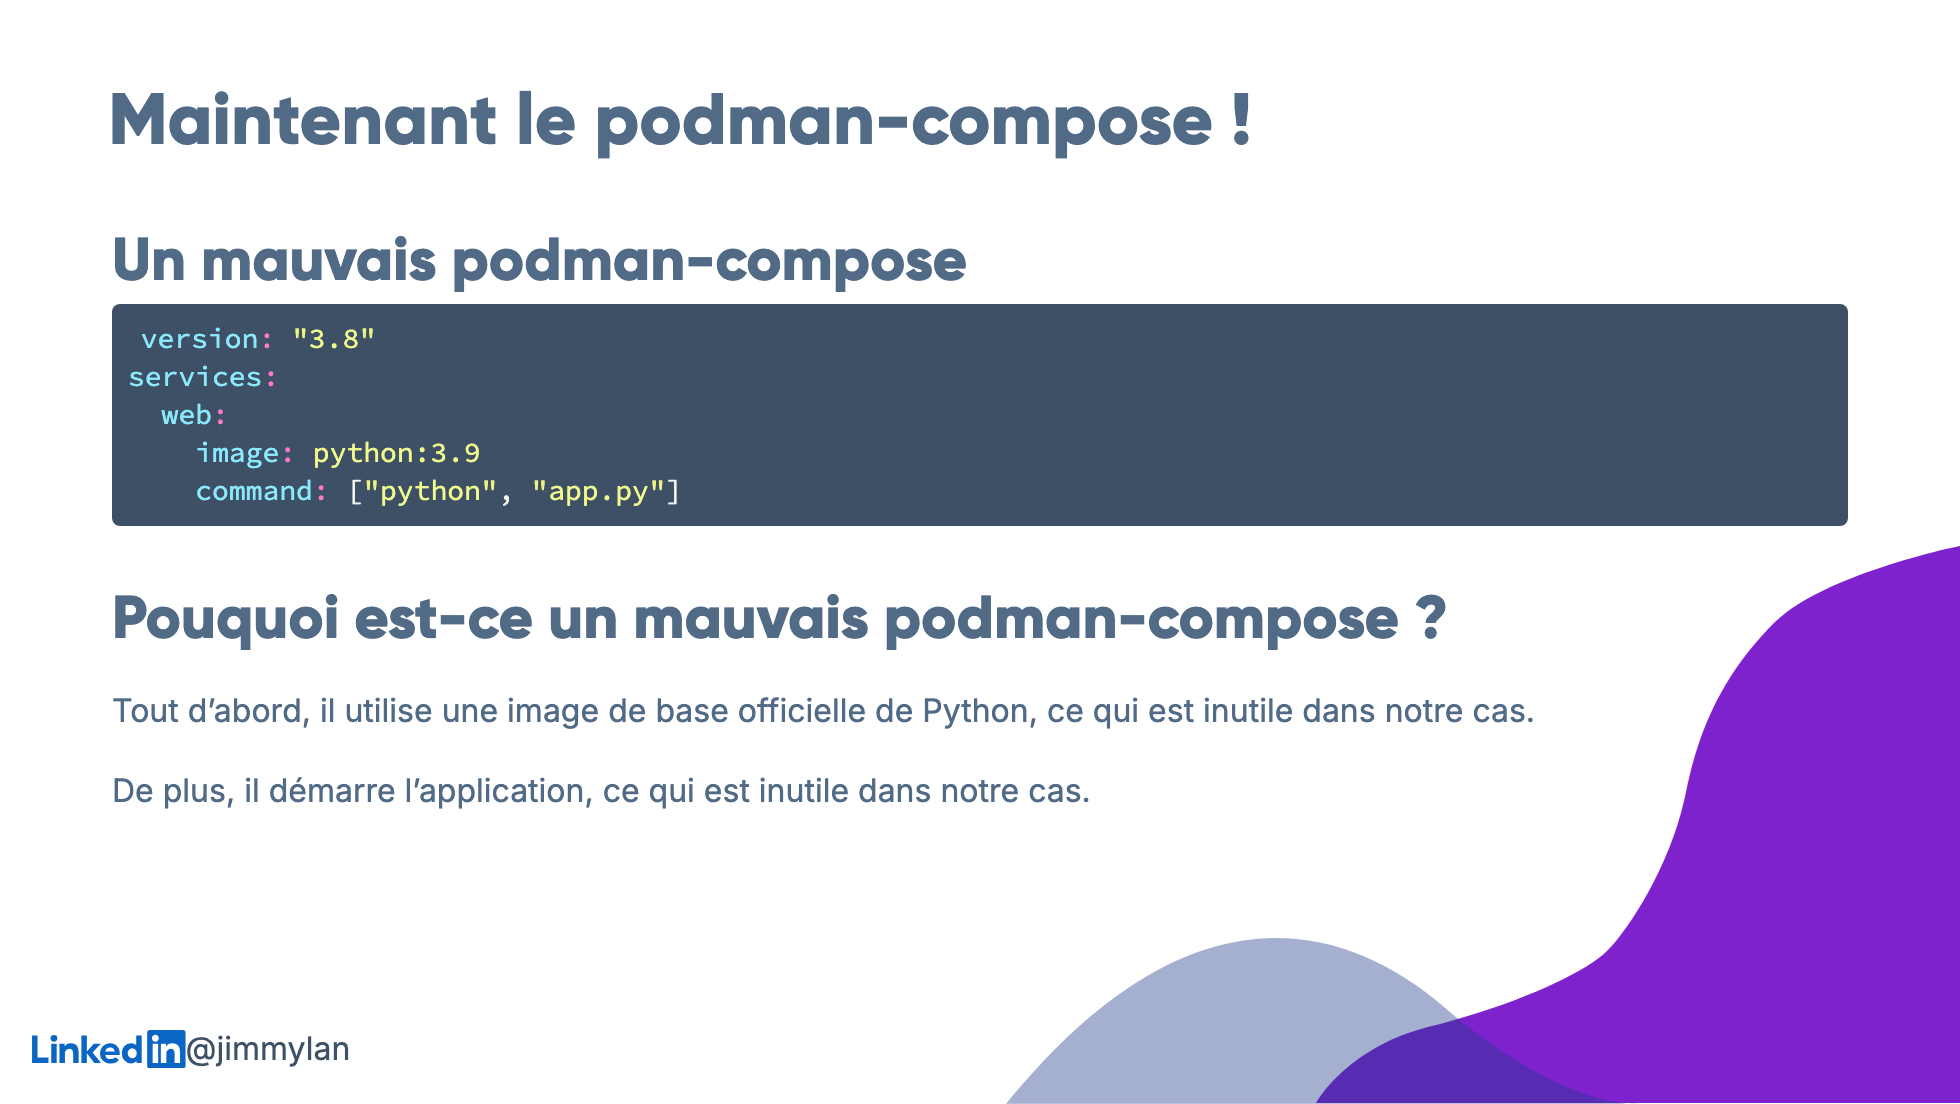 Maintenant le podman-compose !
Un mauvais podman-compose
version: "3.8"
services:
  web:
    image: python:3.9
    command: ["python", "app.py"]
Pouquoi est-ce un mauvais podman-compose ?
Tout d’abord, il utilise une image de base officielle de Python, ce qui est inutile dans notre cas.
De plus, il démarre l’application, ce qui est inutile dans notre cas.
Linkedin@jimmylan